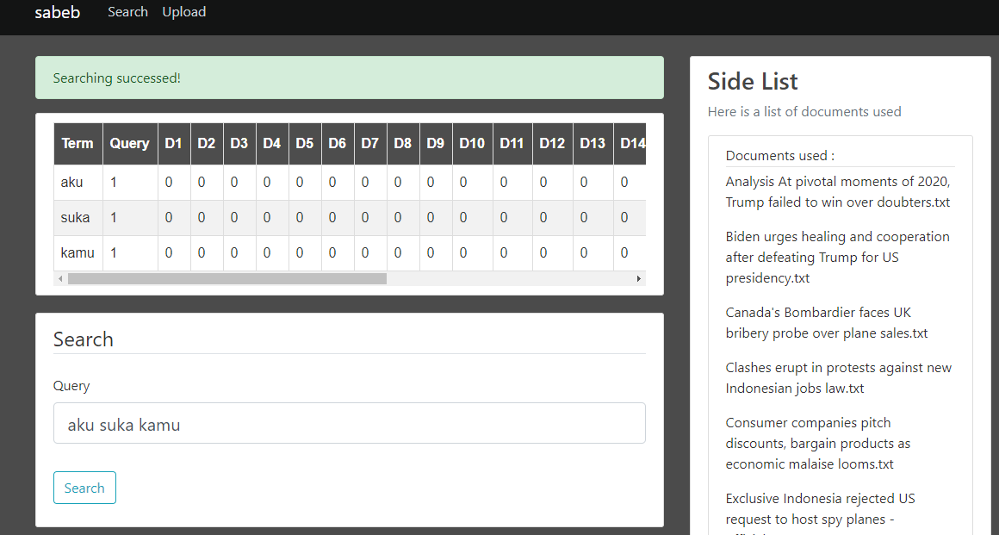 sabeb Search Upload
Searching successed!
Term Query D1 D2 D3 D4 D5 D6 D7 D8 D9 D10 D11 D12 D13 D14
aku 1 0 0 0 0 0 0 0 0 0 0 0 0 0 0
suka 1 0 0 0 0 0 0 0 0 0 0 0 0 0 0
kamu 1 0 0 0 0 0 0 0 0 0 0 0 0 0 0
Search
Query
aku suka kamu
Search
Side List
Here is a list of documents used
Documents used :
Analysis At pivotal moments of 2020,
Trump failed to win over doubters.txt
Biden urges healing and cooperation
after defeating Trump for US
presidency.txt
Canada's Bombardier faces UK
bribery probe over plane sales.txt
Clashes erupt in protests against new
Indonesian jobs law.txt
Consumer companies pitch
discounts, bargain products as
economic malaise looms.txt
Exclusive Indonesia rejected US
request to host spy planes -